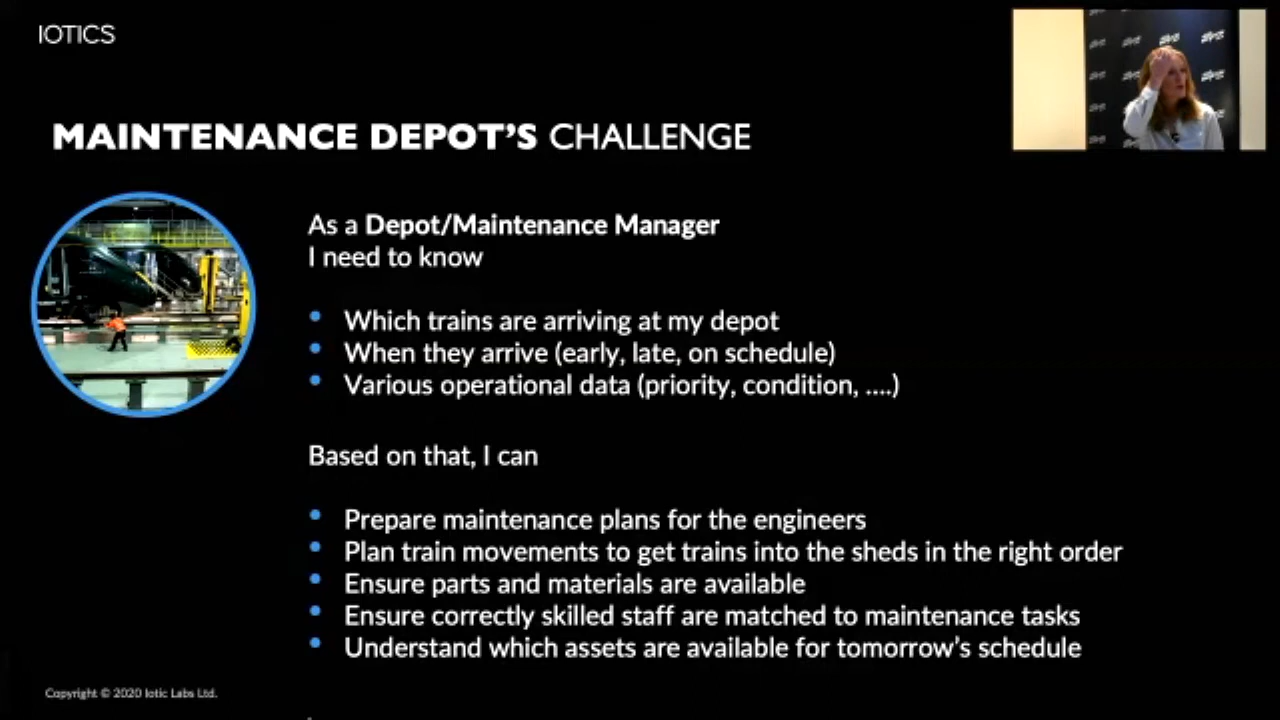 IOTICS
MAINTENANCE DEPOT'S CHALLENGE
As a Depot/Maintenance Manager
I need to know
• Which trains are arriving at my depot
• When they arrive (early, late, on schedule)
• Various operational data (priority, condition, ....)
Based on that, I can
• Prepare maintenance plans for the engineers
• Plan train movements to get trains into the sheds in the right order
• Ensure parts and materials are available
• Ensure correctly skilled staff are matched to maintenance tasks
• Understand which assets are available for tomorrow's schedule
Copyright © 2020 Iotic Labs Ltd.